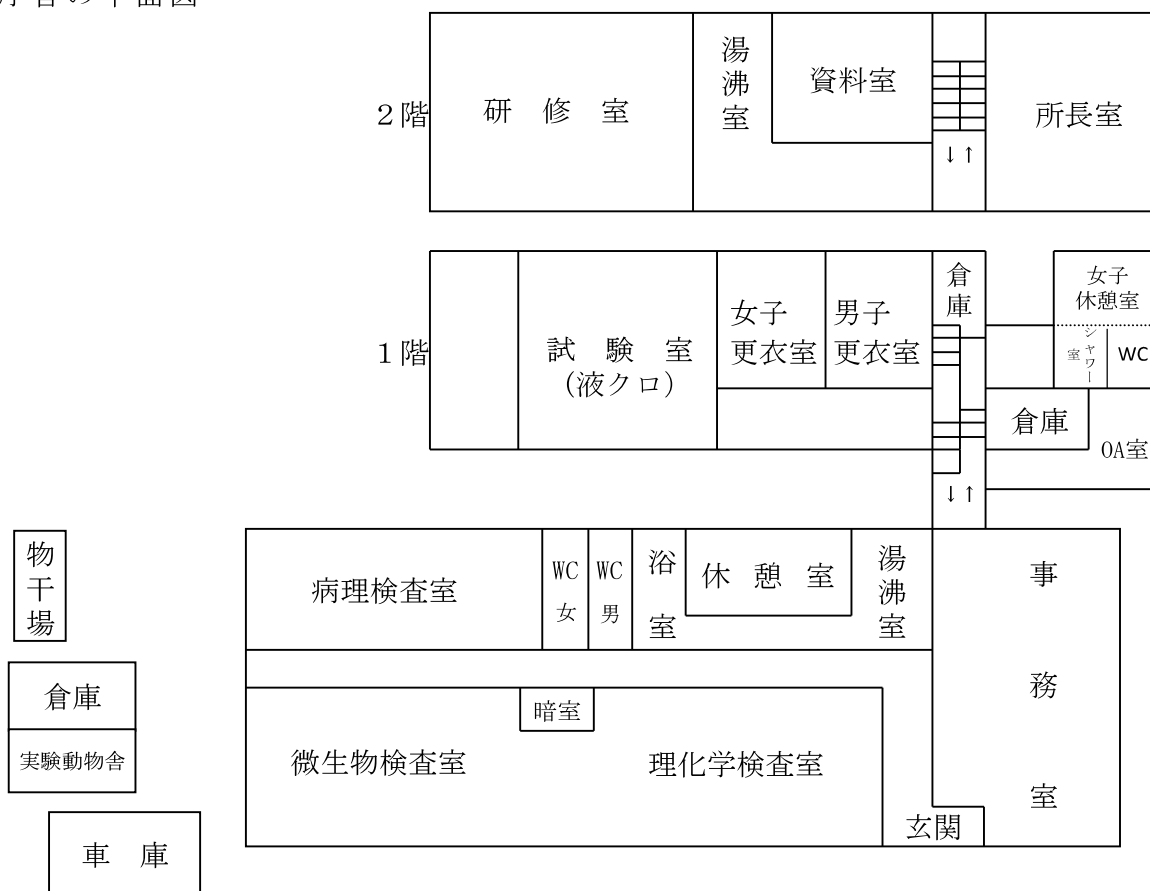 2階
研　修　室
湯沸室
資料室
↓↑
所長室
1階
試　験　室
(液クロ)
女子
更衣室
男子
更衣室
倉庫
女子
休憩室
シャワー室
WC
倉庫
OA室
↓↑
物干場
倉庫
実験動物舎
車　庫
病理検査室
WC
女
WC
男
浴室
休　憩　室
湯沸室
事務室
暗室
微生物検査室
理化学検査室
玄関